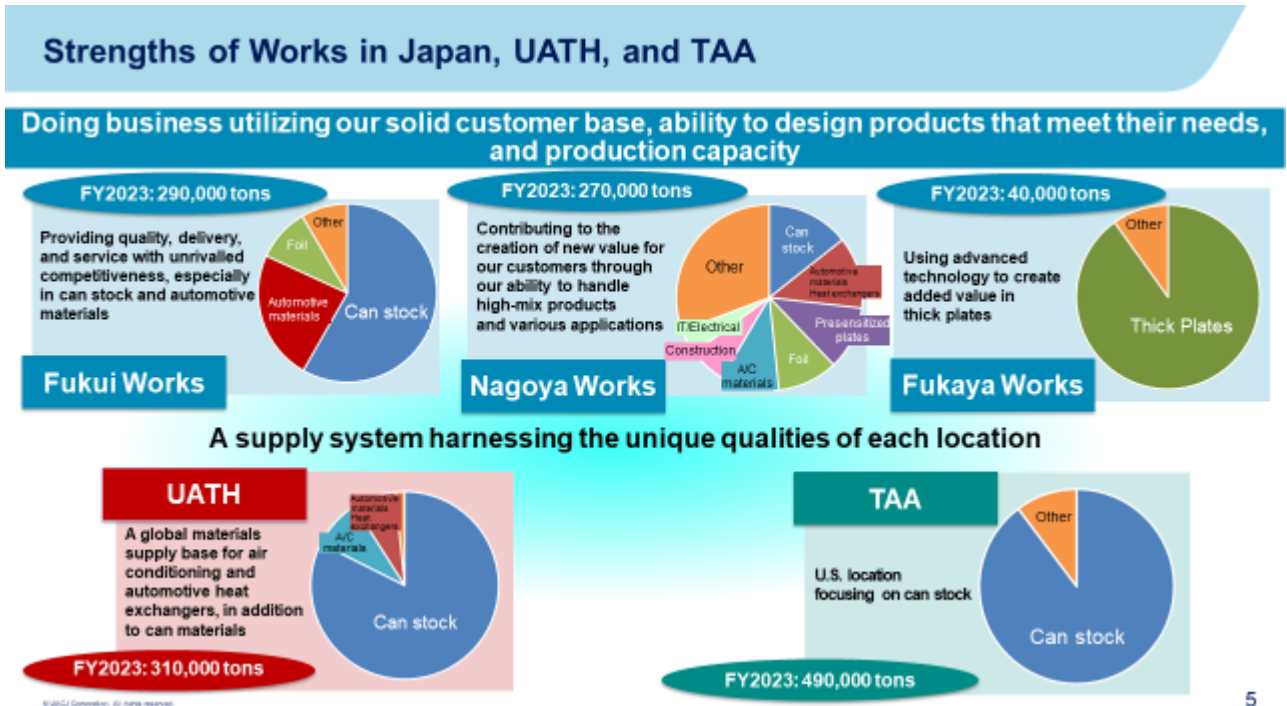 Strengths of Works in Japan, UATH, and TAA
Doing business utilizing our solid customer base, ability to design products that meet their needs,
and production capacity
FY2023: 290,000 tons
Providing quality, delivery,
and service with unrivalled
competitiveness, especially
in can stock and automotive
materials
Other
Foil
Automotive
materials
Can stock
Fukui Works
FY2023: 270,000 tons
Contributing to the
creation of new value for
our customers through
our ability to handle
high-mix products
and various applications
Can
stock
Automotive
materials
Heat exchangers
Presensitized
plates
Foil
A/C
materials
Construction
IT/Electrical
Other
Nagoya Works
FY2023: 40,000 tons
Using advanced
technology to create
added value in
thick plates
Other
Thick Plates
Fukaya Works
A supply system harnessing the unique qualities of each location
UATH
A global materials
supply base for air
conditioning and
automotive heat
exchangers, in addition
to can materials
Automotive
materials
Heat
exchangers
A/C
materials
Can stock
FY2023: 310,000 tons
TAA
U.S. location
focusing on can stock
Other
Can stock
FY2023: 490,000 tons
© UACJ Corporation. All rights reserved.
5